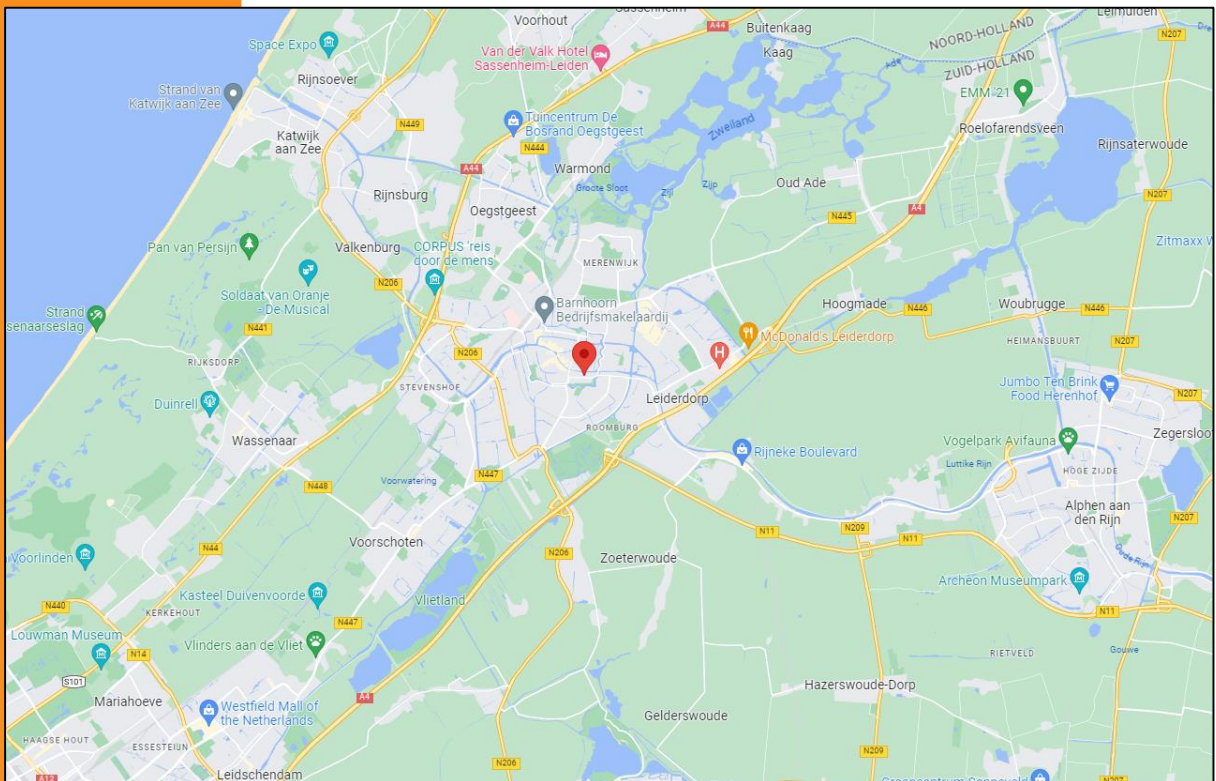 Voorhout
Sassenheim
A44
Buitenkaag
Kaag
Leimuiden
N207
NOORD-HOLLAND
ZUID-HOLLAND
Space Expo
Van der Valk Hotel
Sassenheim-Leiden
Rijnsoever
Strand van
Katwijk aan Zee
EMM '21
Katwijk
aan Zee
N449
Tuincentrum De
Bosrand Oegstgeest
N444
Zweiland
Roelofarendsveen
Rijnsaterwoude
A44
Warmond
Groote Sloot
Zijl
Zijp
Oud Ade
N207
Rijnsburg
Oegstgeest
A4
N445
Pan van Persijn
Valkenburg
CORPUS 'reis
door de mens
MERENWIJK
Zitmaxx W
Soldaat van Oranje
- De Musical
N206
Strand
senaarseslag
N441
Barnhoorn
Bedrijfsmakelaardij
Hoogmade
N446
Woubrugge
N446
McDonald's Leiderdorp
HEIMANSBUURT
N207
RIJKSDORP
N206
H
STEVENSHOF
Leiderdorp
Jumbo Ten Brink
Food Herenhof
N207
Duinrell
Wassenaar
ROOMBURG
Rijneke Boulevard
Vogelpark Avifauna
Zegersloot
Luttike Rijn
HOGE ZIJDE
N447
Voorwatering
N448
Alphen aan
den Rijn
N207
N44
Voorschoten
N206
Zoeterwoude
N11
N209
N11
Oude Rijn
Voorlinden
Kasteel Duivenvoorde
Vlietland
Archeon Museumpark
N440
KERKEHOUT
N447
N11
Louwman Museum
Vlinders aan de Vliet
N14
Gouwe
RIETVELD
S101
Mariahoeve
A4
Hazerswoude-Dorp
Westfield Mall of
the Netherlands
Gelderswoude
HAAGSE HOUT
ESSESTEIJN
N209
A12
Leidschendam
N206
N207